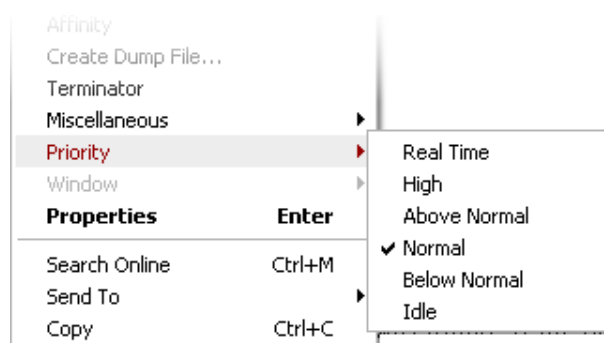 Affinity
Create Dump File...
Terminator
Miscellaneous
Priority
Window
Properties Enter
Search Online Ctrl+M
Send To
Copy Ctrl+C
Real Time
High
Above Normal
Normal
Below Normal
Idle